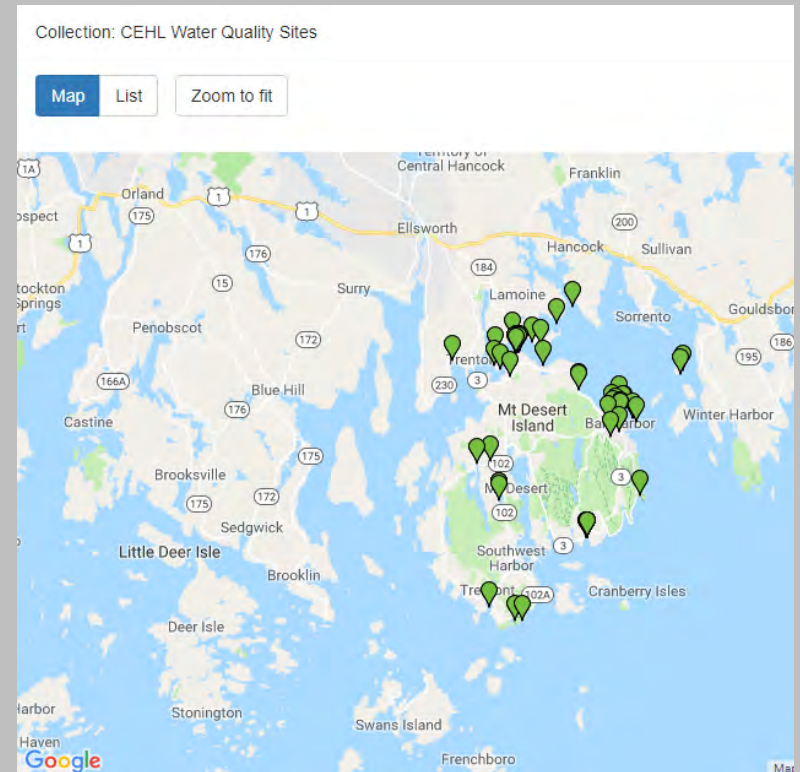 Collection: CEHL Water Quality Sites
Map List Zoom to fit
Territory of
Central Hancock
1A
Franklin
Orland
1
175
1
ospect
200
Ellsworth
1
Hancock
Sullivan
176
184
15
Surry
Lamoine
tockton
Springs
Gouldsbor
Sorrento
rt
Penobscot
172
186
195
Trenton
166A
230
3
Blue Hill
176
Mt Desert
Island
Winter Harbor
Castine
Bar Harbor
175
102
Brooksville
3
Mt Desert
175
172
102
Sedgwick
3
Little Deer Isle
Southwest
Harbor
Brooklin
Tremont
102A
Cranberry Isles
Deer Isle
Harbor
Stonington
Swans Island
Haven
Frenchboro
Google
Map